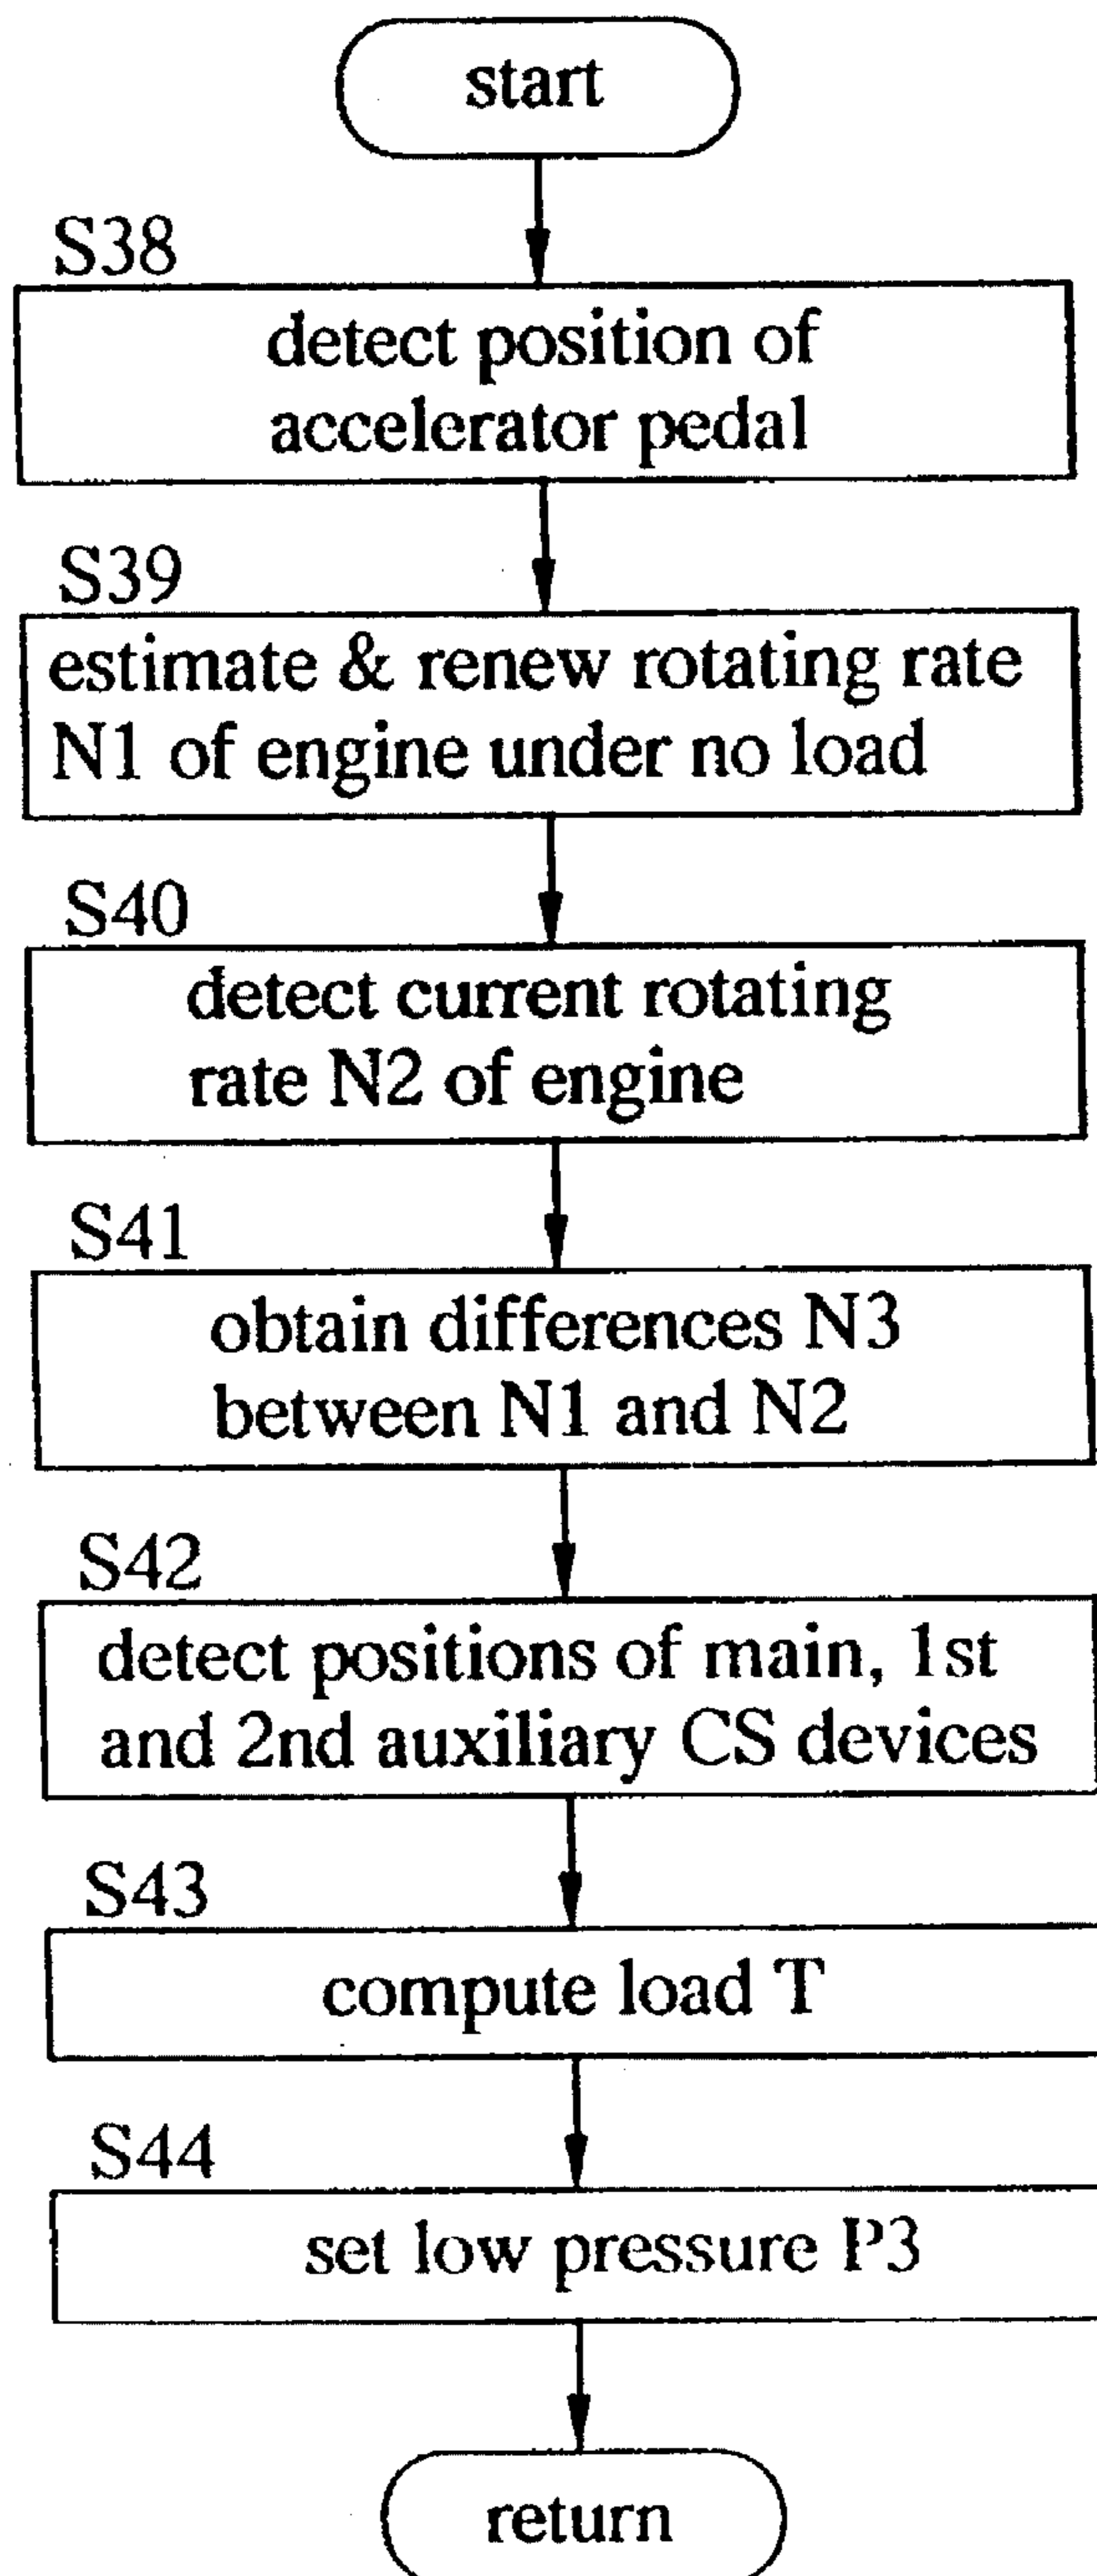 start
S38
detect position of
accelerator pedal
S39
estimate & renew rotating rate
N1 of engine under no load
S40
detect current rotating
rate N2 of engine
S41
obtain differences N3
between N1 and N2
S42
detect positions of main, 1st
and 2nd auxiliary CS devices
S43
compute load T
S44
set low pressure P3
return